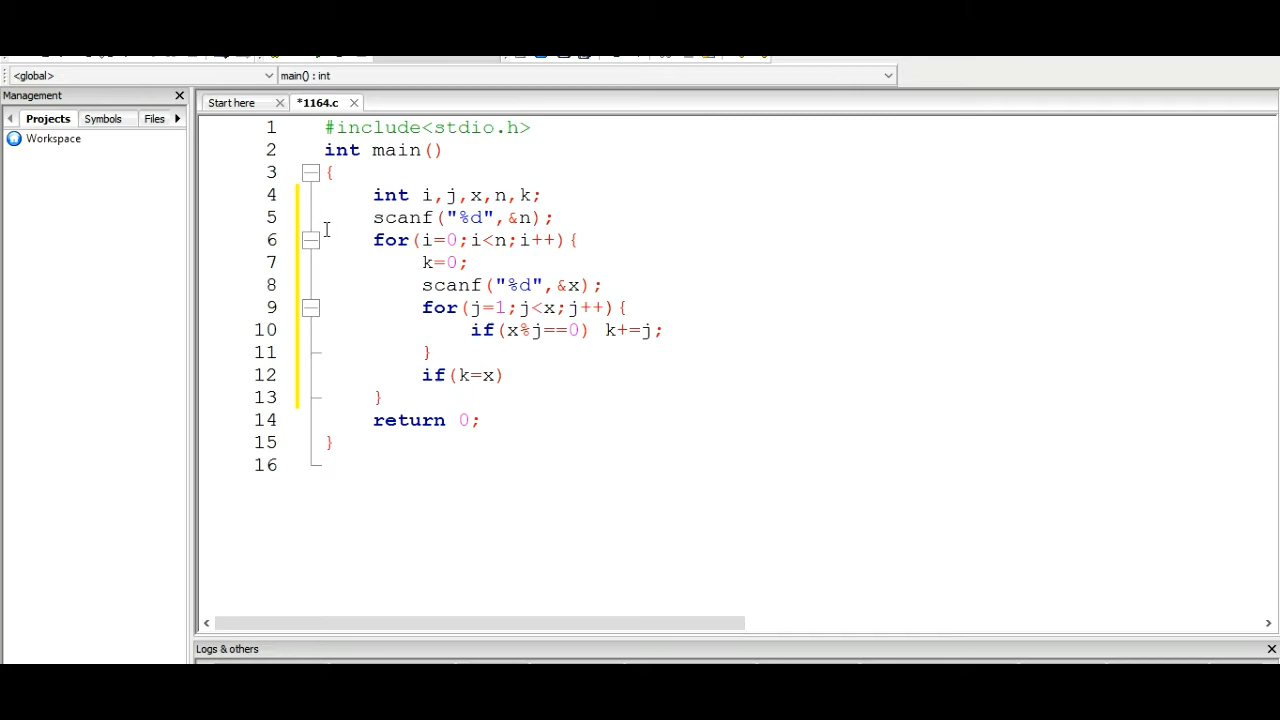 <global> main() : int
Management
Start here *1164.c
Projects Symbols Files
Workspace
1 #include<stdio.h>
2 int main()
3 {
4 int i,j,x,n,k;
5 scanf("%d",&n);
6 for(i=0;i<n;i++){
7 k=0;
8 scanf("%d",&x);
9 for(j=1;j<x;j++){
10 if(x%j==0) k+=j;
11 }
12 if(k=x)
13 }
14 return 0;
15 }
16
Logs & others